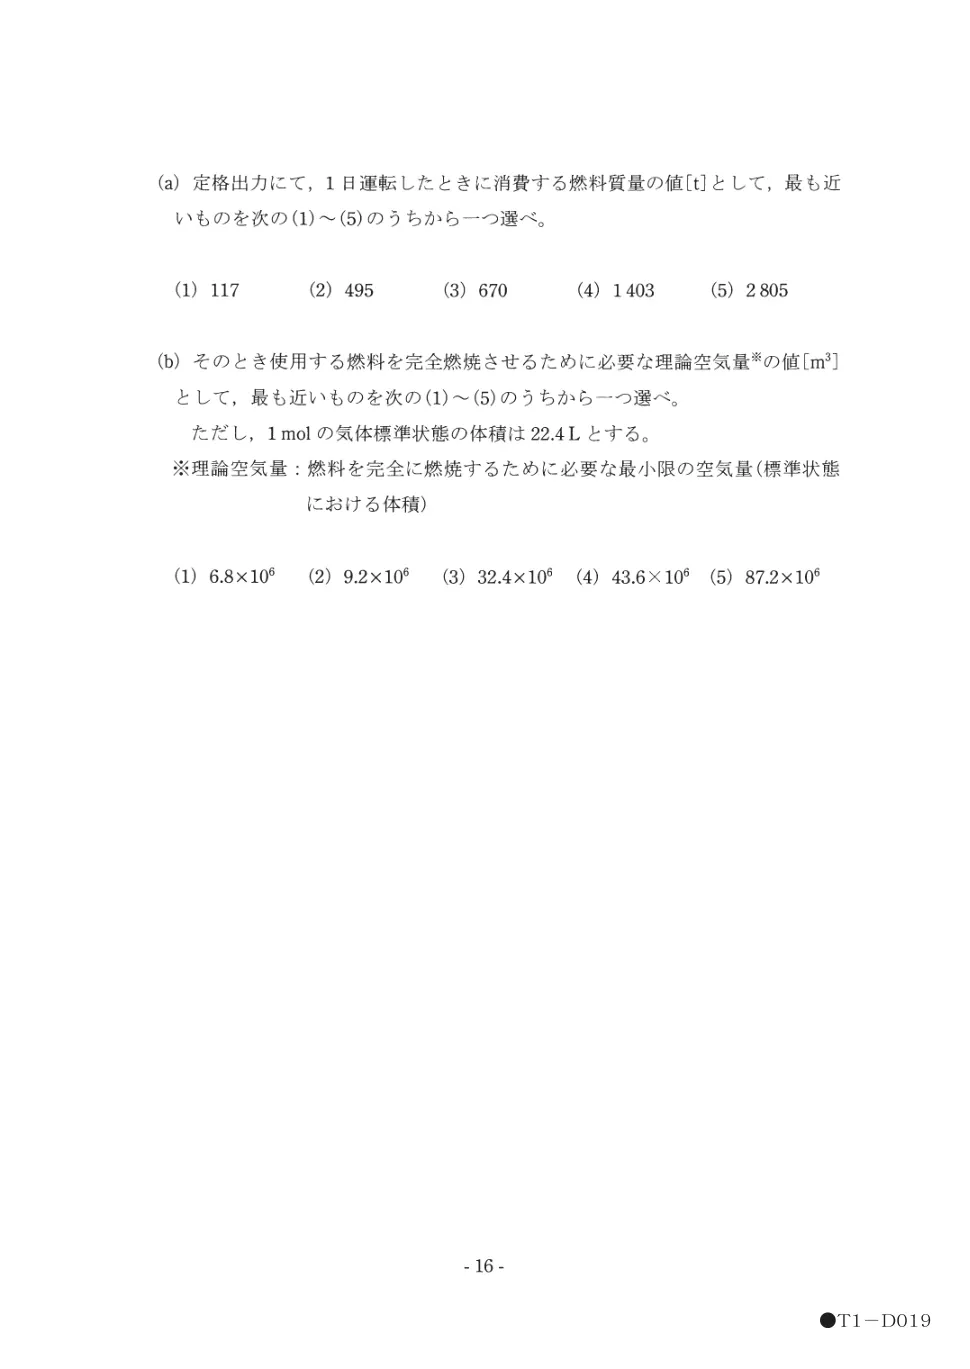 (a) 定格出力にて，1日運転したときに消費する燃料質量の値[t]として，最も近
いものを次の(1)～(5)のうちから一つ選べ。
(1) 117 (2) 495 (3) 670 (4) 1 403 (5) 2 805
(b) そのとき使用する燃料を完全燃焼させるために必要な理論空気量※の値[m³]
として，最も近いものを次の(1)～(5)のうちから一つ選べ。
ただし，1 mol の気体標準状態の体積は 22.4 L とする。
※理論空気量：燃料を完全に燃焼するために必要な最小限の空気量(標準状態
における体積)
(1) 6.8×10⁶ (2) 9.2×10⁶ (3) 32.4×10⁶ (4) 43.6×10⁶ (5) 87.2×10⁶
- 16 -
●T1－D019